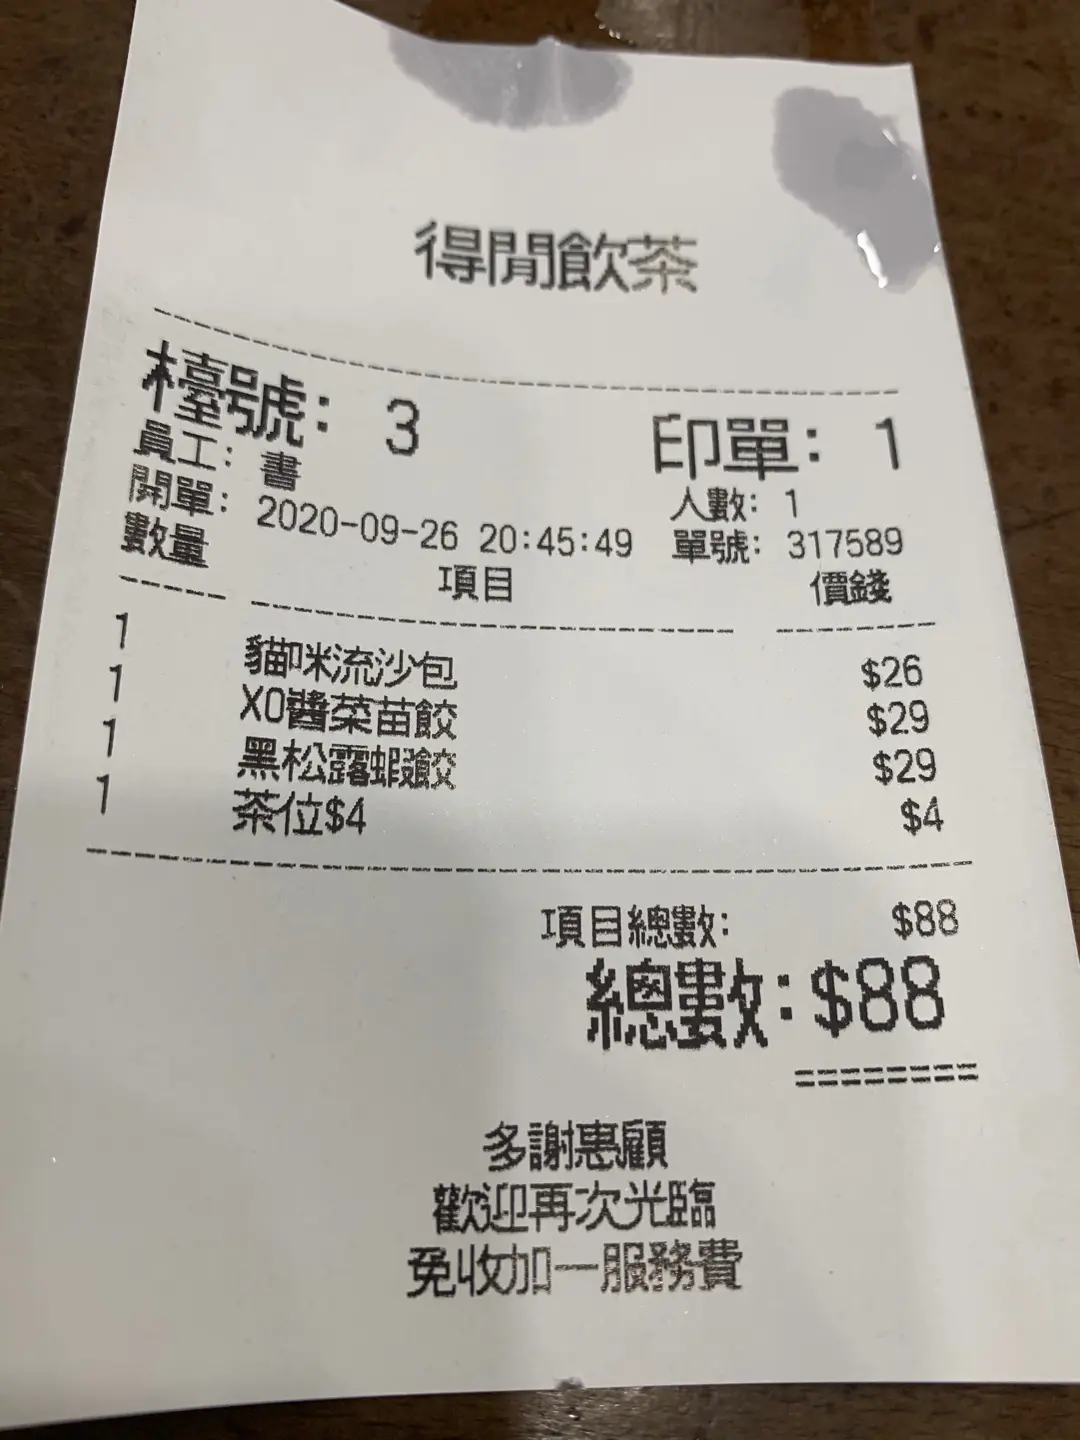 得閒飲茶
檯號: 3 印單: 1
員工: 書 人數: 1
開單: 2020-09-26 20:45:49 單號: 317589
數量 項目 價錢
1 貓咪流沙包 $26
1 XO醬菜苗餃 $29
1 黑松露蝦餃 $29
1 茶位$4 $4
項目總數: $88
總數: $88
========
多謝惠顧
歡迎再次光臨
免收加一服務費